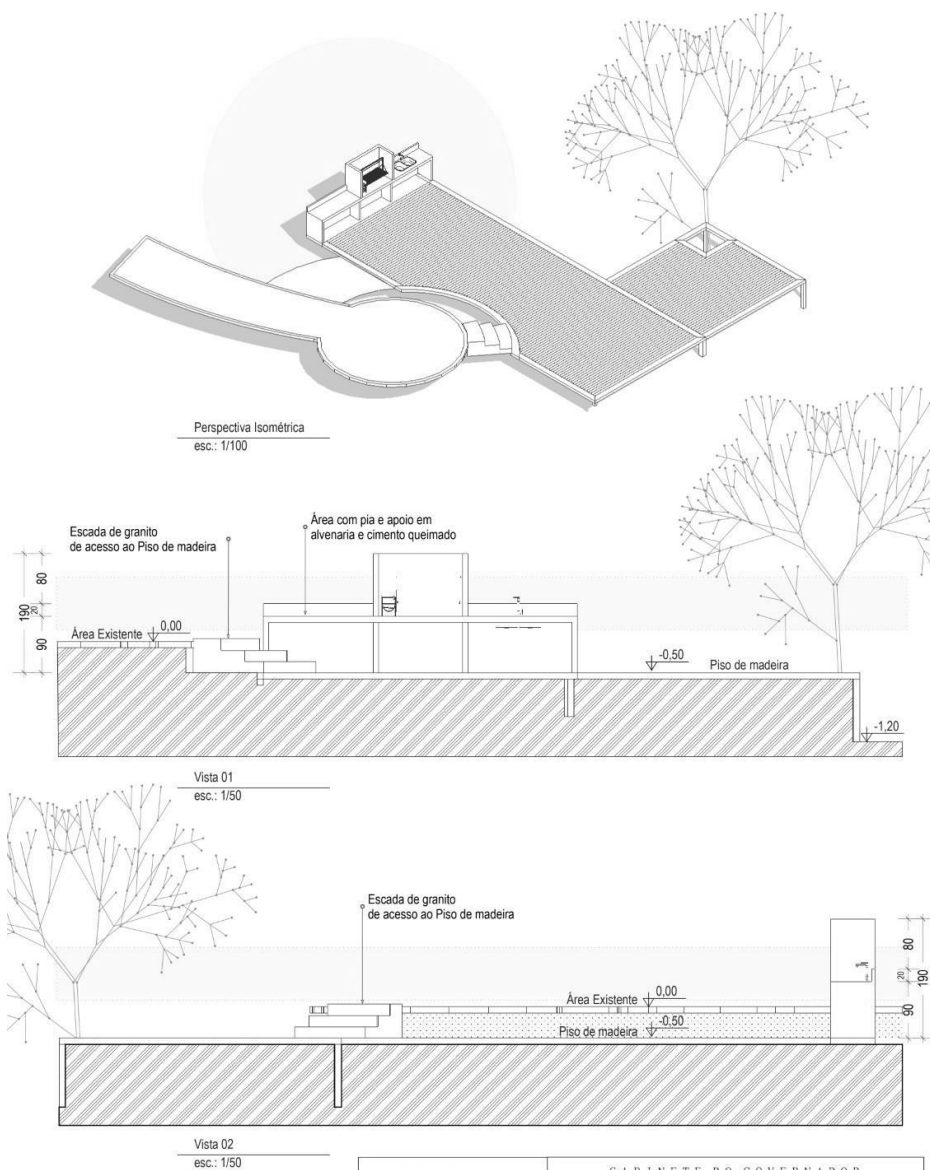 Perspectiva Isométrica
esc.: 1/100
Escada de granito
de acesso ao Piso de madeira
Área com pia e apoio em
alvenaria e cimento queimado
80
20
190
90
Área Existente
0,00
-0,50
Piso de madeira
-1,20
Vista 01
esc.: 1/50
Escada de granito
de acesso ao Piso de madeira
80
20
190
90
Área Existente
0,00
Piso de madeira
-0,50
Vista 02
esc.: 1/50
GABINETE DO GOVERNADOR